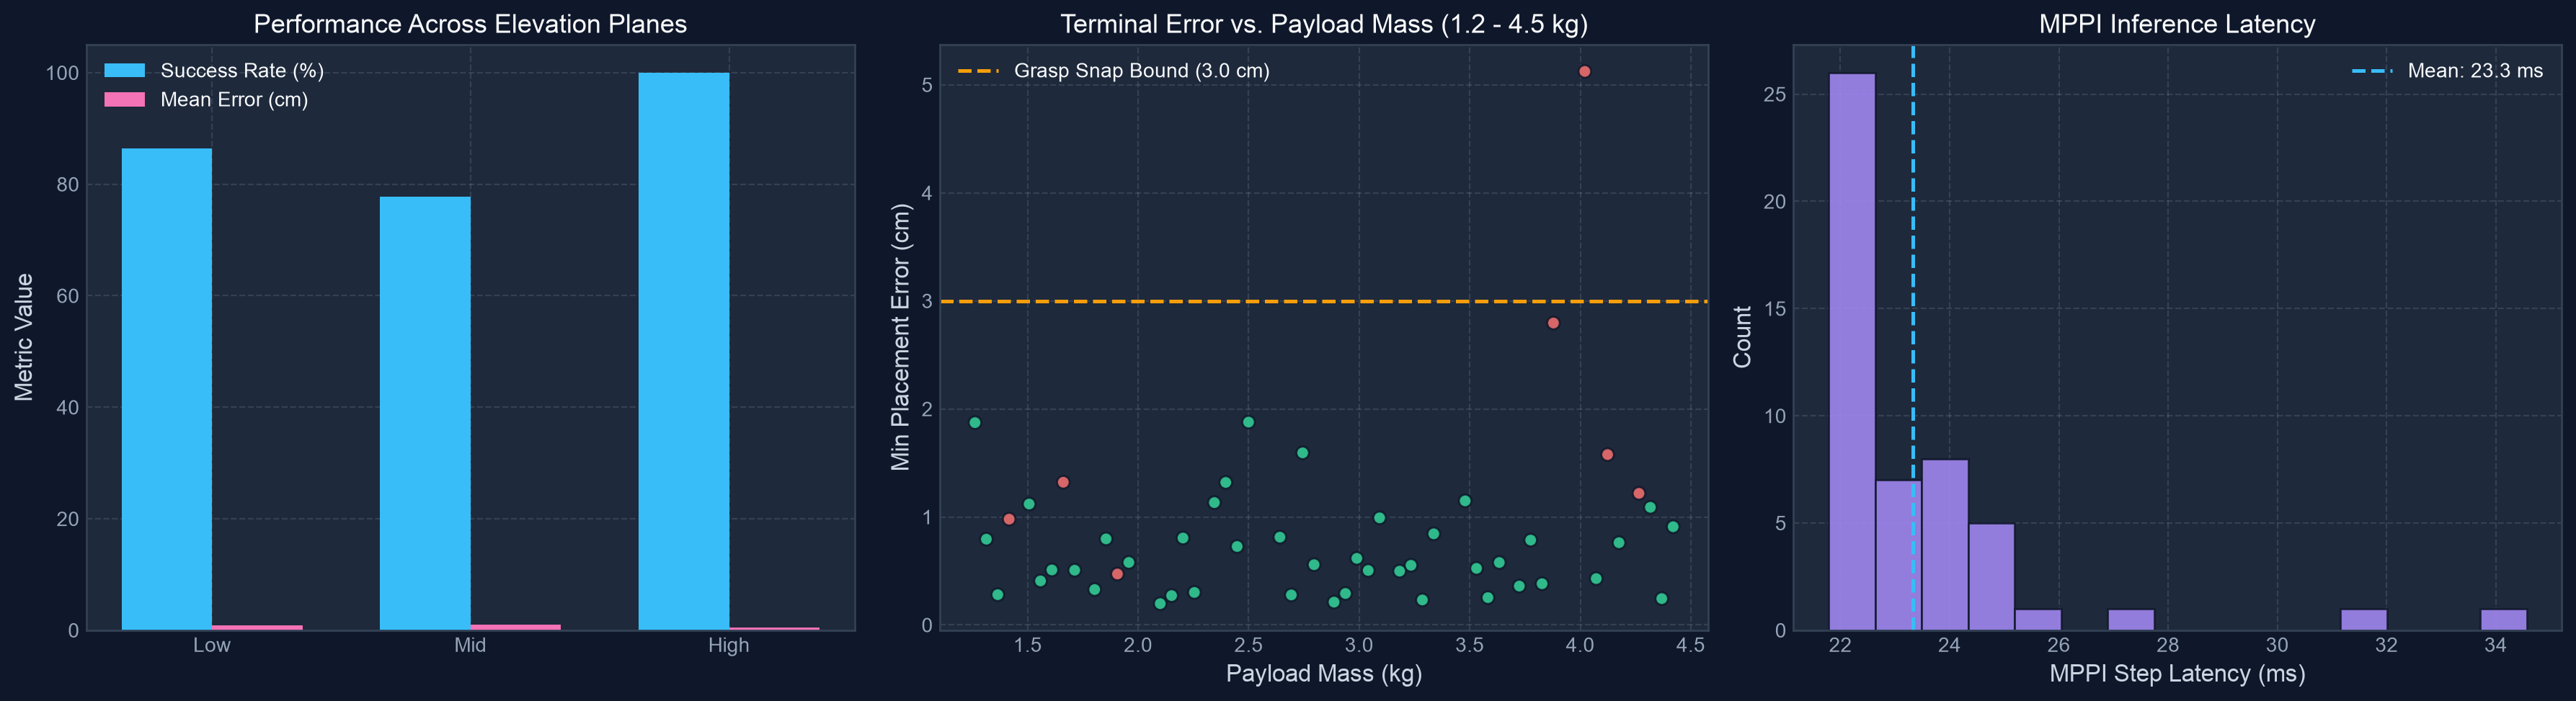 Performance Across Elevation Planes
Success Rate (%)
Mean Error (cm)
Metric Value
100
80
60
40
20
0
Low Mid High
Terminal Error vs. Payload Mass (1.2 - 4.5 kg)
Grasp Snap Bound (3.0 cm)
Min Placement Error (cm)
5
4
3
2
1
0
1.5 2.0 2.5 3.0 3.5 4.0 4.5
Payload Mass (kg)
MPPI Inference Latency
Mean: 23.3 ms
Count
25
20
15
10
5
0
22 24 26 28 30 32 34
MPPI Step Latency (ms)